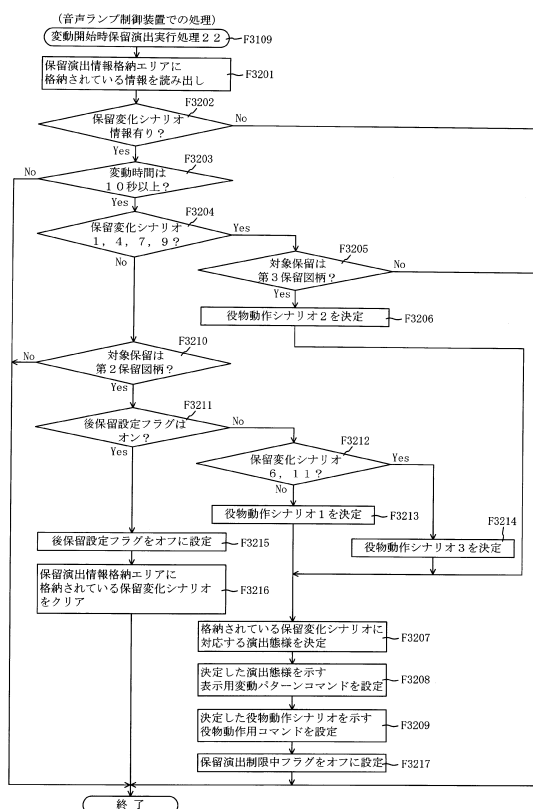 (音声ランプ制御装置での処理)
変動開始時保留演出実行処理22
F3109
保留演出情報格納エリアに
格納されている情報を読み出し
F3201
F3202
保留変化シナリオ
情報有り?
No
Yes
F3203
No
変動時間は
10秒以上?
Yes
F3204
保留変化シナリオ
1,4,7,9?
Yes
No
F3205
対象保留は
第3保留図柄?
No
Yes
役物動作シナリオ2を決定
F3206
F3210
No
対象保留は
第2保留図柄?
Yes
F3211
後保留設定フラグは
オン?
No
Yes
F3212
保留変化シナリオ
6,11?
Yes
No
役物動作シナリオ1を決定
F3213
F3214
役物動作シナリオ3を決定
後保留設定フラグをオフに設定
F3215
保留演出情報格納エリアに
格納されている保留変化シナリオ
をクリア
F3216
格納されている保留変化シナリオに
対応する演出態様を決定
F3207
決定した演出態様を示す
表示用変動パターンコマンドを設定
F3208
決定した役物動作シナリオを示す
役物動作用コマンドを設定
F3209
保留演出制限中フラグをオフに設定
F3217
終了